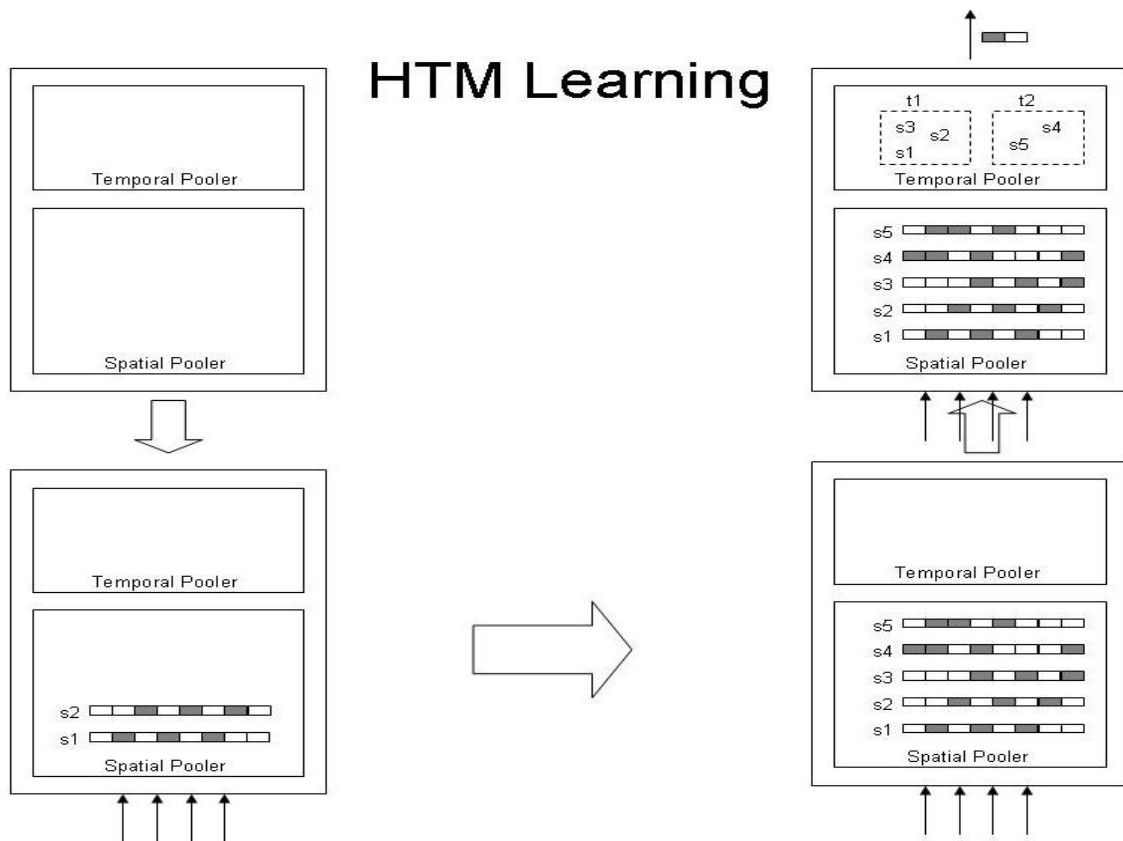 HTM Learning
Temporal Pooler
Spatial Pooler
Temporal Pooler
s2
s1
Spatial Pooler
Temporal Pooler
s5
s4
s3
s2
s1
Spatial Pooler
t1 t2
s3 s2 s4
s1 s5
Temporal Pooler
s5
s4
s3
s2
s1
Spatial Pooler